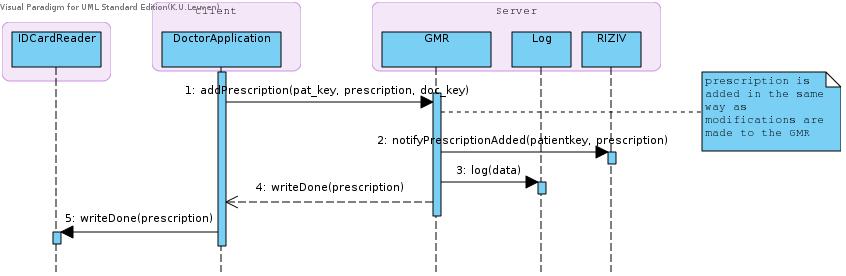 Visual Paradigm for UML Standard Edition(K.U.Leuven)
Client
Server
IDCardReader
DoctorApplication
GMR
Log
RIZIV
prescription is
added in the same
way as
modifications are
made to the GMR
1: addPrescription(pat_key, prescription, doc_key)
2: notifyPrescriptionAdded(patientkey, prescription)
3: log(data)
4: writeDone(prescription)
5: writeDone(prescription)